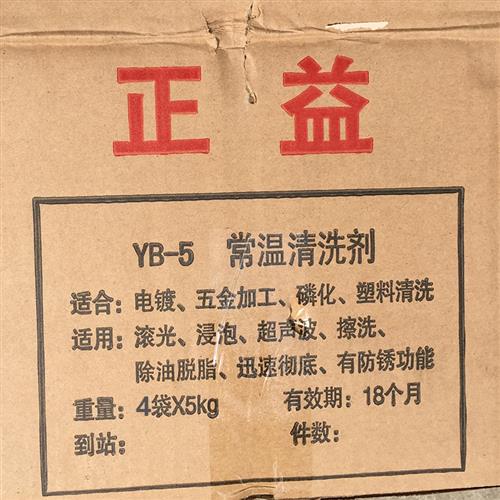 正益
YB-5 常温清洗剂
适合：电镀、五金加工、磷化、塑料清洗
适用：滚光、浸泡、超声波、擦洗、
除油脱脂、迅速彻底、有防锈功能
重量：4袋X5kg 有效期：18个月
到站： 件数：